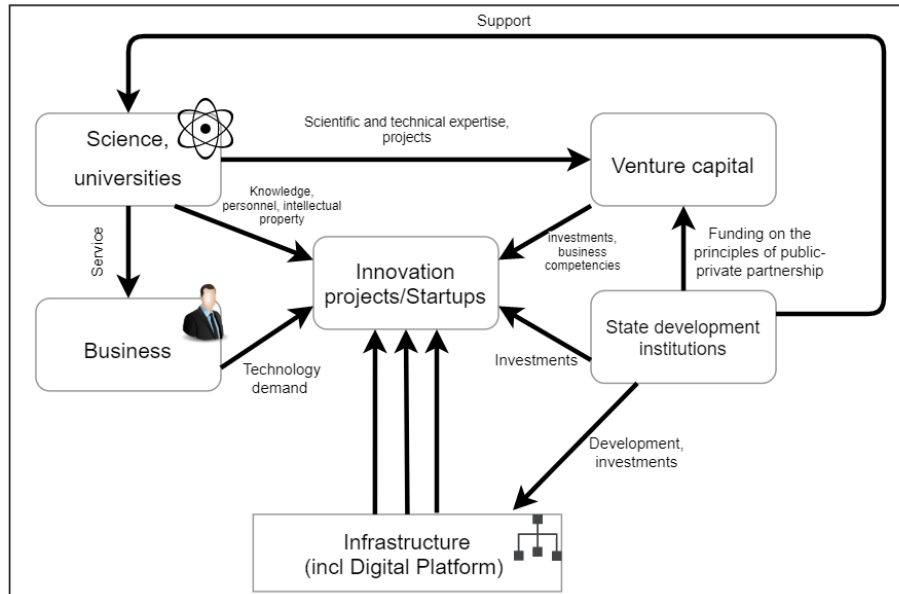 Support
Science,
universities
Scientific and technical expertise,
projects
Venture capital
Knowledge,
personnel, intellectual
property
Service
investments,
business
competencies
Funding on the
principles of public-
private partnership
Innovation
projects/Startups
Business
Technology
demand
Investments
State development
institutions
Development,
investments
Infrastructure
(incl Digital Platform)